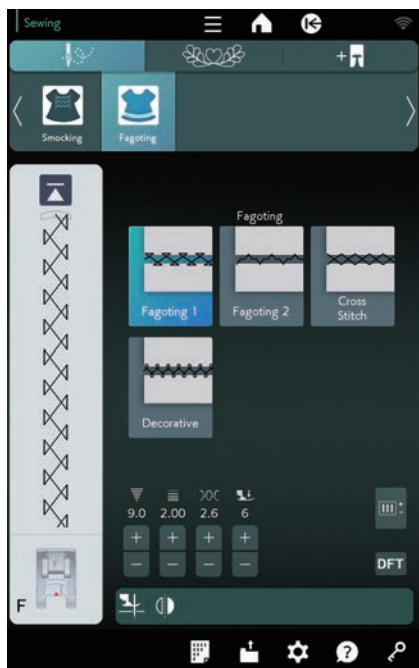 Sewing
Smocking
Fagoting
Fagoting
Fagoting 1
Fagoting 2
Cross
Stitch
Decorative
9.0 2.00 2.6 6
+ + + +
- - - -
DFT
F